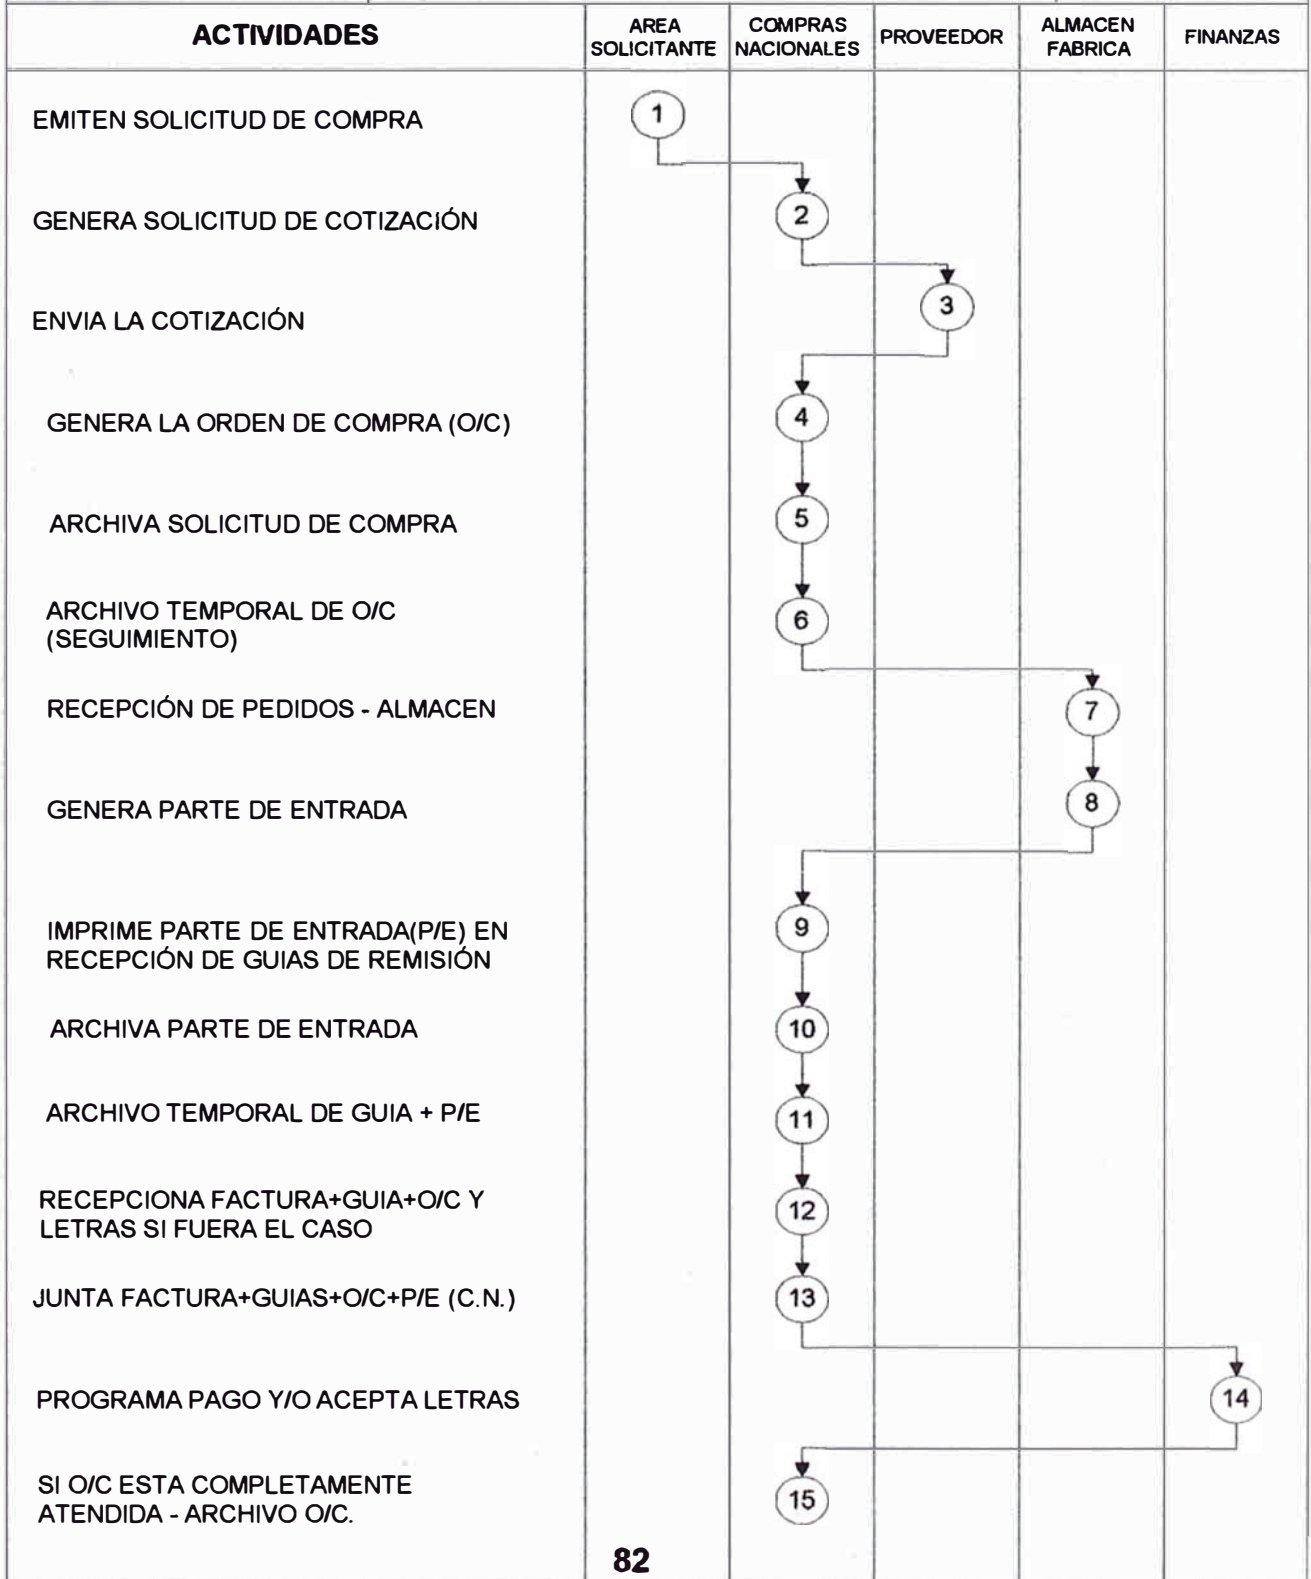 ACTIVIDADES
AREA
SOLICITANTE
COMPRAS
NACIONALES
PROVEEDOR
ALMACEN
FABRICA
FINANZAS
EMITEN SOLICITUD DE COMPRA
1
GENERA SOLICITUD DE COTIZACIÓN
2
ENVIA LA COTIZACIÓN
3
GENERA LA ORDEN DE COMPRA (O/C)
4
ARCHIVA SOLICITUD DE COMPRA
5
ARCHIVO TEMPORAL DE O/C
(SEGUIMIENTO)
6
RECEPCIÓN DE PEDIDOS - ALMACEN
7
GENERA PARTE DE ENTRADA
8
IMPRIME PARTE DE ENTRADA(P/E) EN
RECEPCIÓN DE GUIAS DE REMISIÓN
9
ARCHIVA PARTE DE ENTRADA
10
ARCHIVO TEMPORAL DE GUIA + P/E
11
RECEPCIONA FACTURA+GUIA+O/C Y
LETRAS SI FUERA EL CASO
12
JUNTA FACTURA+GUIAS+O/C+P/E (C.N.)
13
PROGRAMA PAGO Y/O ACEPTA LETRAS
14
SI O/C ESTA COMPLETAMENTE
ATENDIDA - ARCHIVO O/C.
15
82